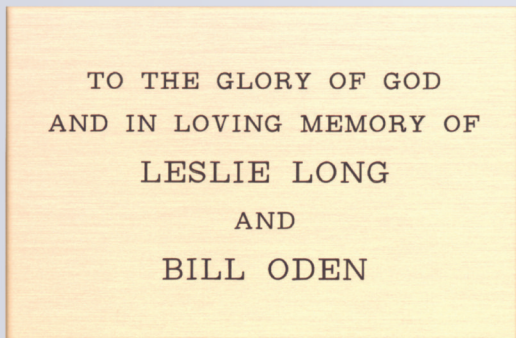 TO THE GLORY OF GOD
AND IN LOVING MEMORY OF
LESLIE LONG
AND
BILL ODEN